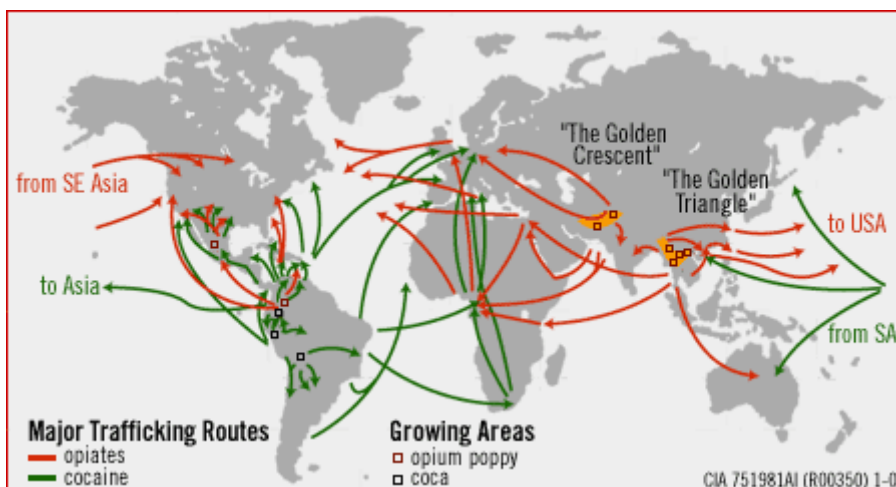 "The Golden
Crescent"
"The Golden
Triangle"
from SE Asia
to USA
to Asia
from SA
Major Trafficking Routes
opiates
cocaine
Growing Areas
opium poppy
coca
CIA 751981AI (R00350) 1-0